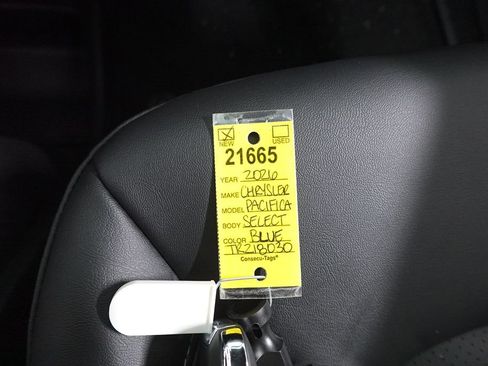 NEW USED
21665
YEAR 2026
MAKE CHRYSLER
MODEL PACIFICA
BODY SELECT
COLOR BLUE
TR218030
Consecu-Tags®